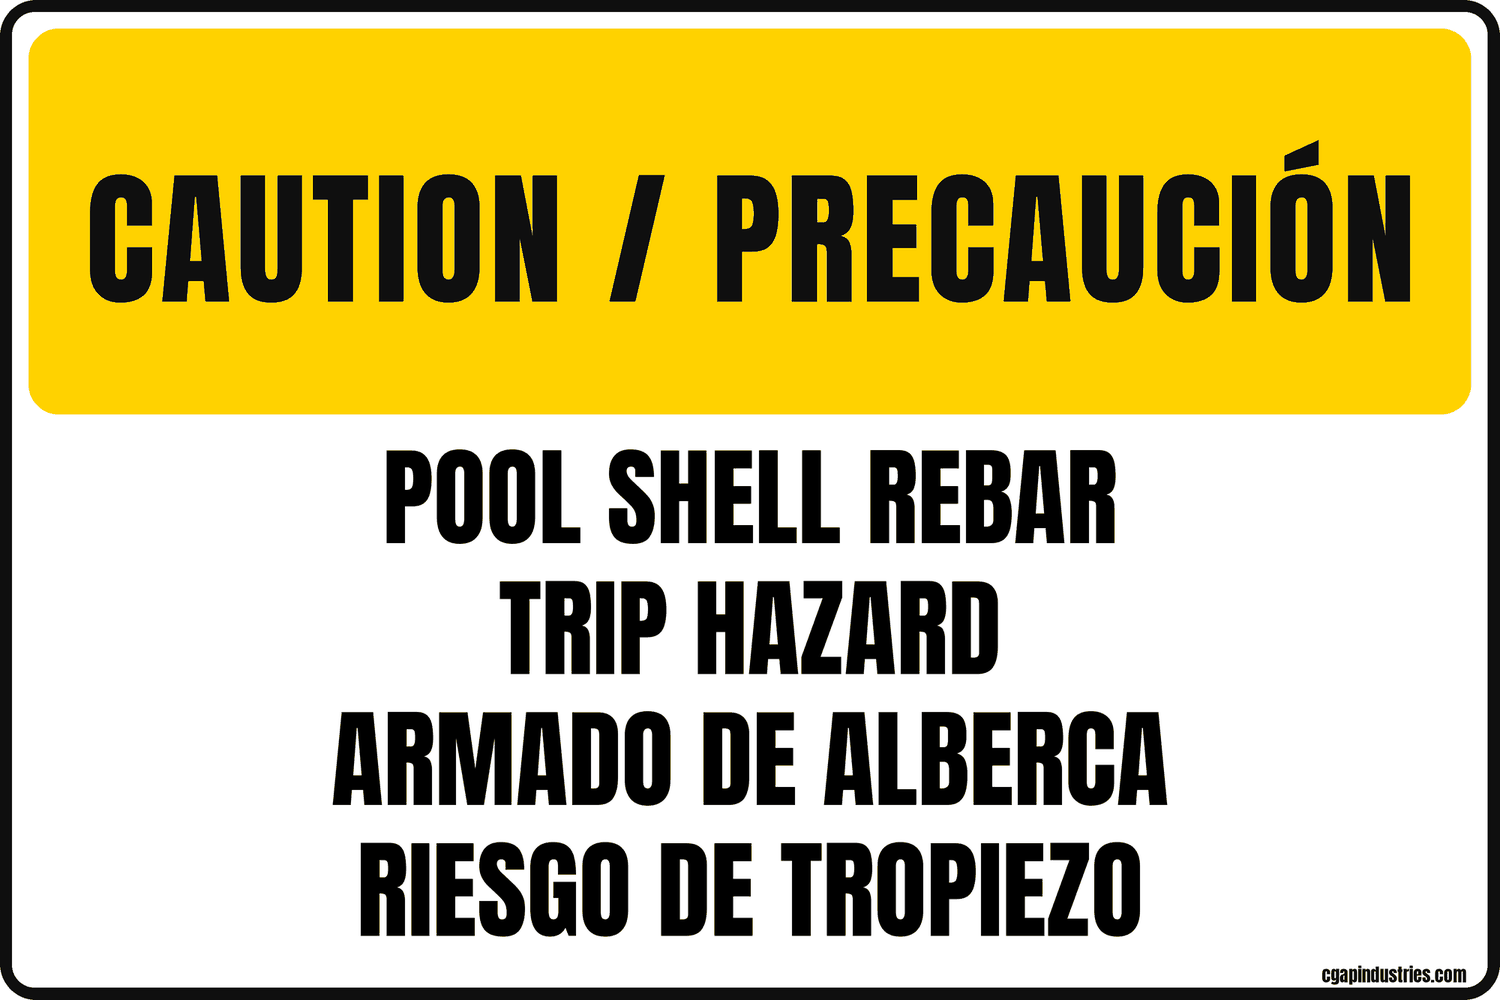 CAUTION / PRECAUCIÓN
POOL SHELL REBAR
TRIP HAZARD
ARMADO DE ALBERCA
RIESGO DE TROPIEZO
cgapindustries.com